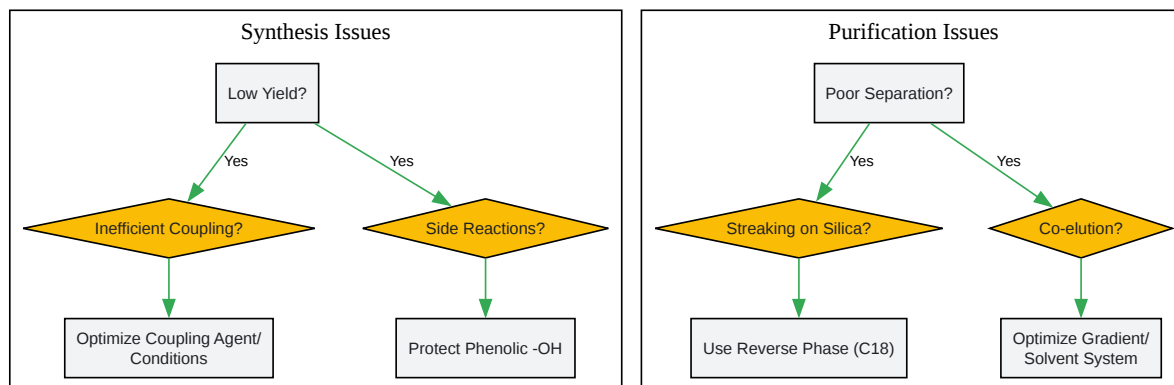 Synthesis Issues
Low Yield?
Yes
Yes
Inefficient Coupling?
Side Reactions?
Optimize Coupling Agent/
Conditions
Protect Phenolic -OH
Purification Issues
Poor Separation?
Yes
Yes
Streaking on Silica?
Co-elution?
Use Reverse Phase (C18)
Optimize Gradient/
Solvent System